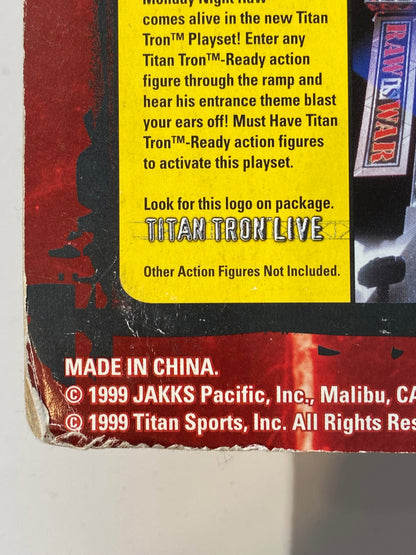 Monday Night Raw
comes alive in the new Titan
Tron™ Playset! Enter any
Titan Tron™-Ready action
figure through the ramp and
hear his entrance theme blast
your ears off! Must Have Titan
Tron™-Ready action figures
to activate this playset.
Look for this logo on package.
TITAN TRON LIVE
Other Action Figures Not Included.
RAW IS WAR
MADE IN CHINA.
© 1999 JAKKS Pacific, Inc., Malibu, CA
© 1999 Titan Sports, Inc. All Rights Res